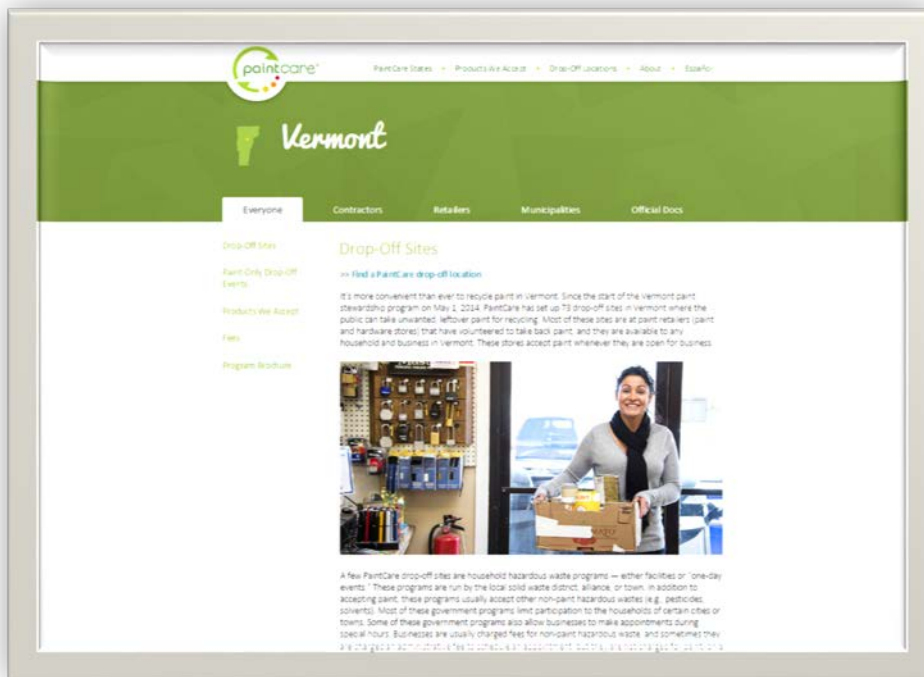 paintcare
PaintCare States • Products We Accept • Drop-Off Locations • About • Español
Vermont
Everyone
Contractors
Retailers
Municipalities
Official Docs
Drop-Off Sites
Paint-Only Drop-Off
Events
Products We Accept
Fees
Program Brochure
Drop-Off Sites
>> Find a PaintCare drop-off location
It's more convenient than ever to recycle paint in Vermont. Since the start of the Vermont paint
stewardship program on May 1, 2014, PaintCare has set up 73 drop-off sites in Vermont where the
public can take unwanted, leftover paint for recycling. Most of these sites are at paint retailers (paint
and hardware stores) that have volunteered to take back paint, and they are available to any
household and business in Vermont. These stores accept paint whenever they are open for business.
A few PaintCare drop-off sites are household hazardous waste programs — either facilities or "one-day
events." These programs are run by the local solid waste district, alliance, or town. In addition to
accepting paint, these programs usually accept other non-paint hazardous wastes (e.g., pesticides,
solvents). Most of these government programs limit participation to the households of certain cities or
towns. Some of these government programs also allow businesses to make appointments during
special hours. Businesses are usually charged fees for non-paint hazardous waste, and sometimes they